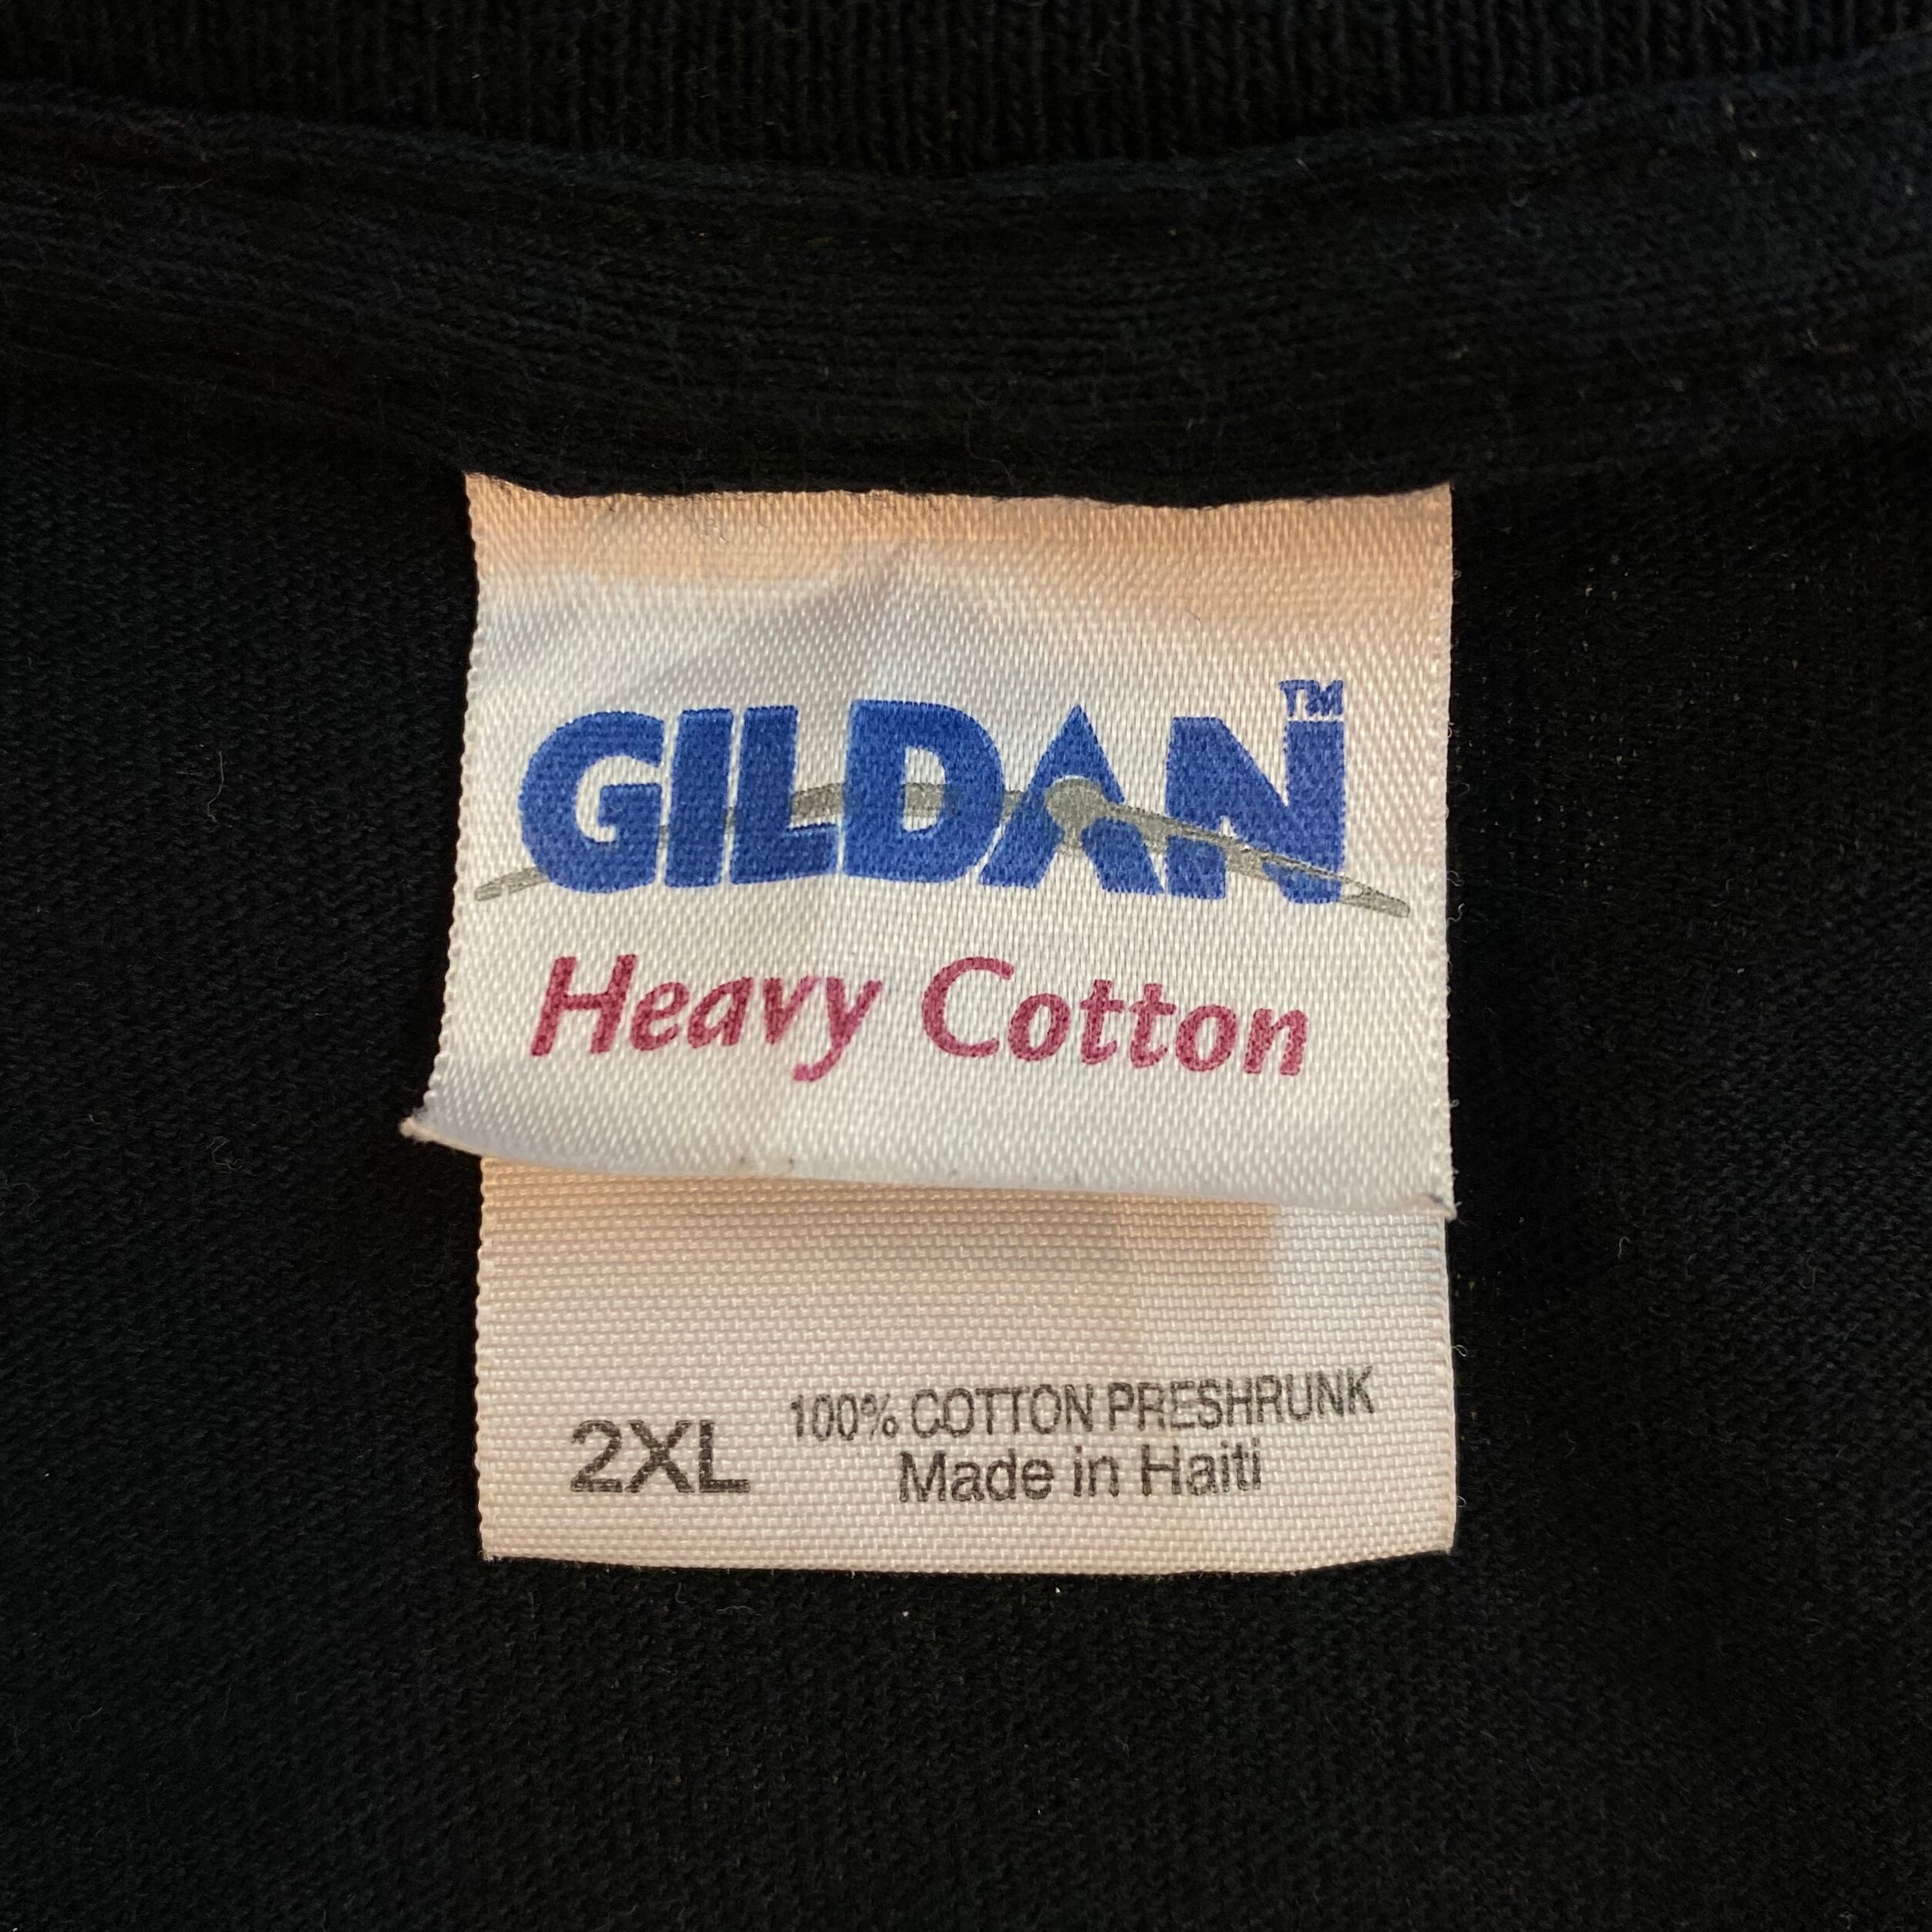 GILDAN™
Heavy Cotton
100% COTTON PRESHRUNK
2XL Made in Haiti